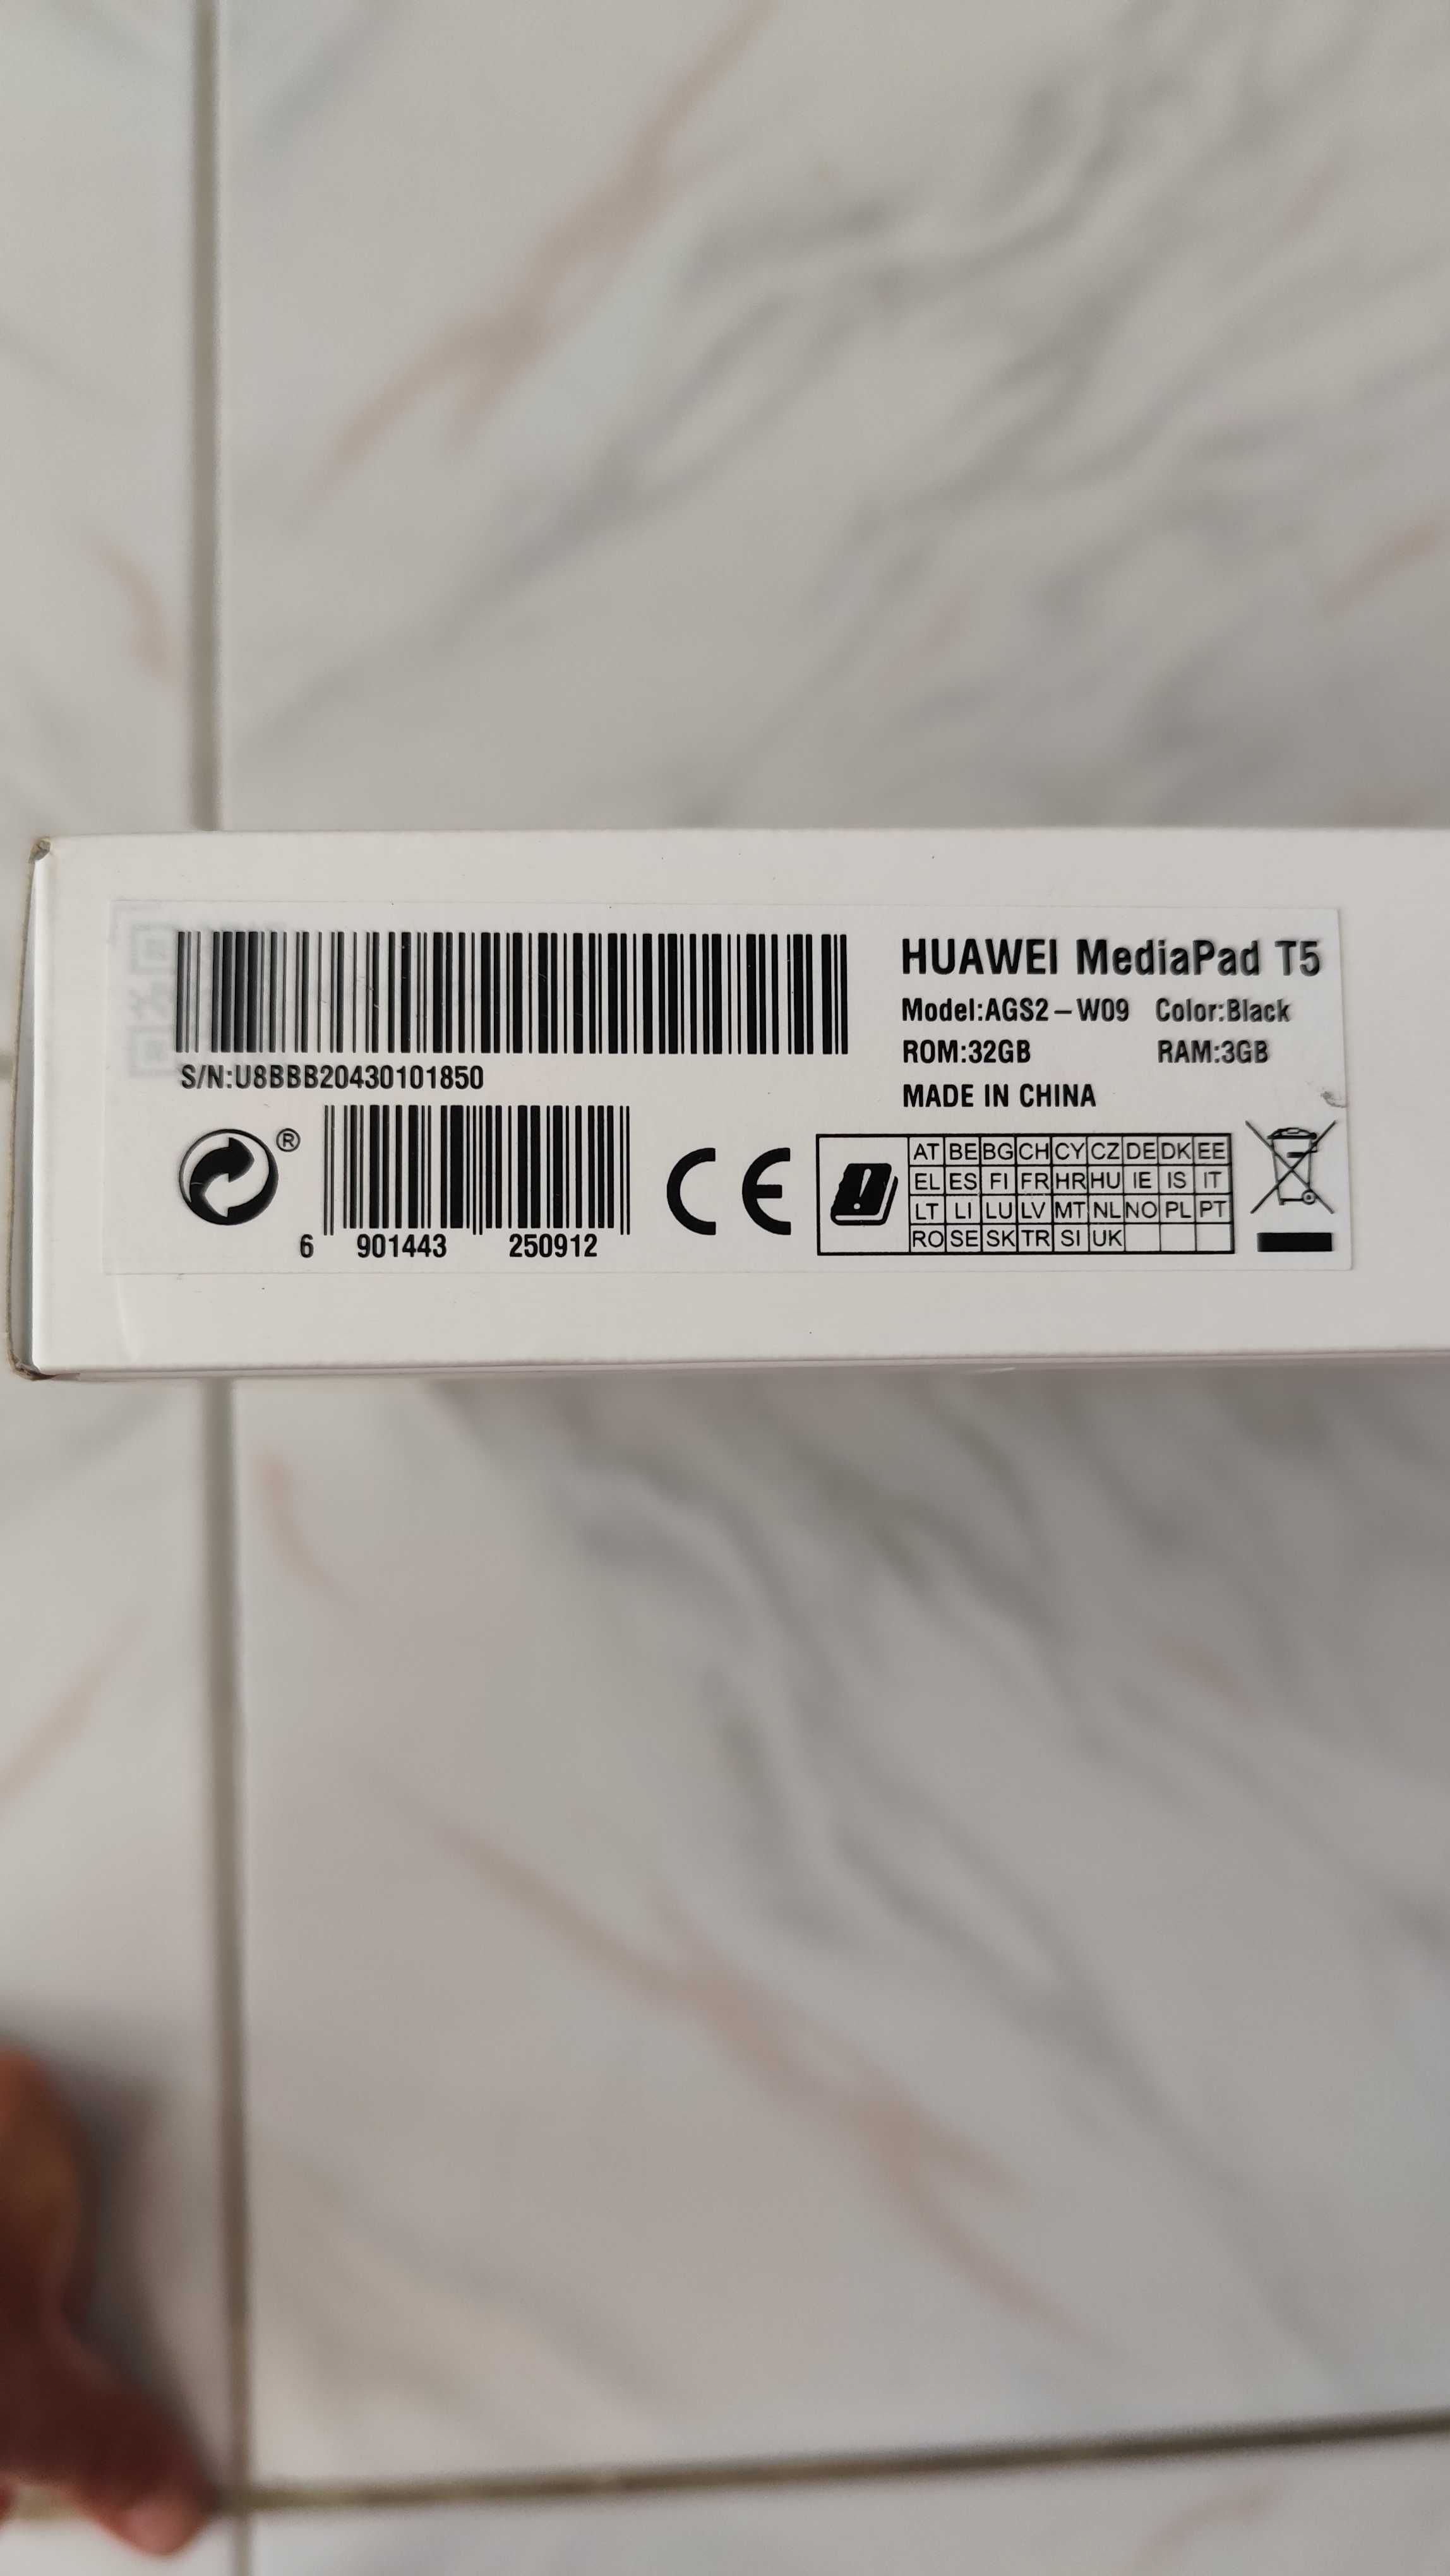 HUAWEI MediaPad T5
Model:AGS2-W09 Color:Black
ROM:32GB RAM:3GB
MADE IN CHINA
S/N:U8BBB20430101850
®
6 901443 250912
CE
AT BE BG CH CY CZ DE DK EE
EL ES FI FR HR HU IE IS IT
LT LI LU LV MT NL NO PL PT
RO SE SK TR SI UK